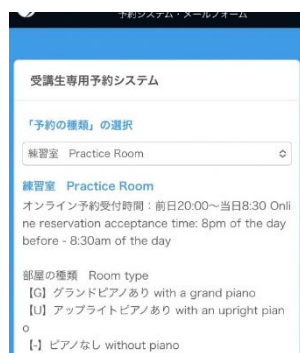 予約システム・メールフォーム
受講生専用予約システム
「予約の種類」の選択
練習室 Practice Room
練習室 Practice Room
オンライン予約受付時間：前日20:00〜当日8:30 Onli
ne reservation acceptance time: 8pm of the day
before - 8:30am of the day
部屋の種類 Room type
【G】グランドピアノあり with a grand piano
【U】アップライトピアノあり with an upright pian
o
【-】ピアノなし without piano